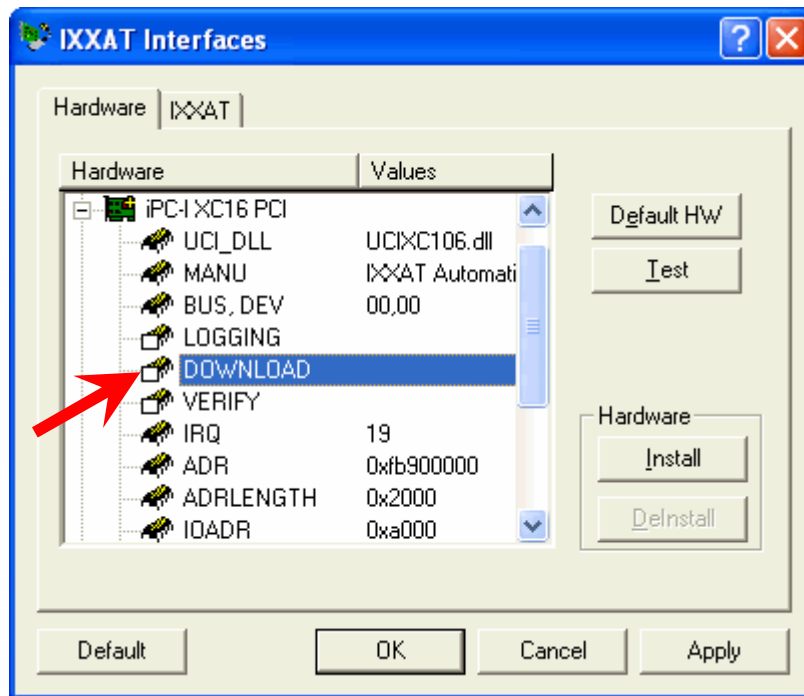 IXXAT Interfaces
Hardware IXXAT
Hardware Values
iPC-I XC16 PCI
UCI_DLL UCIXC106.dll
MANU IXXAT Automati
BUS, DEV 00,00
LOGGING
DOWNLOAD
VERIFY
IRQ 19
ADR 0xfb900000
ADRLENGTH 0x2000
IOADR 0xa000
Default HW
Test
Hardware
Install
DeInstall
Default OK Cancel Apply